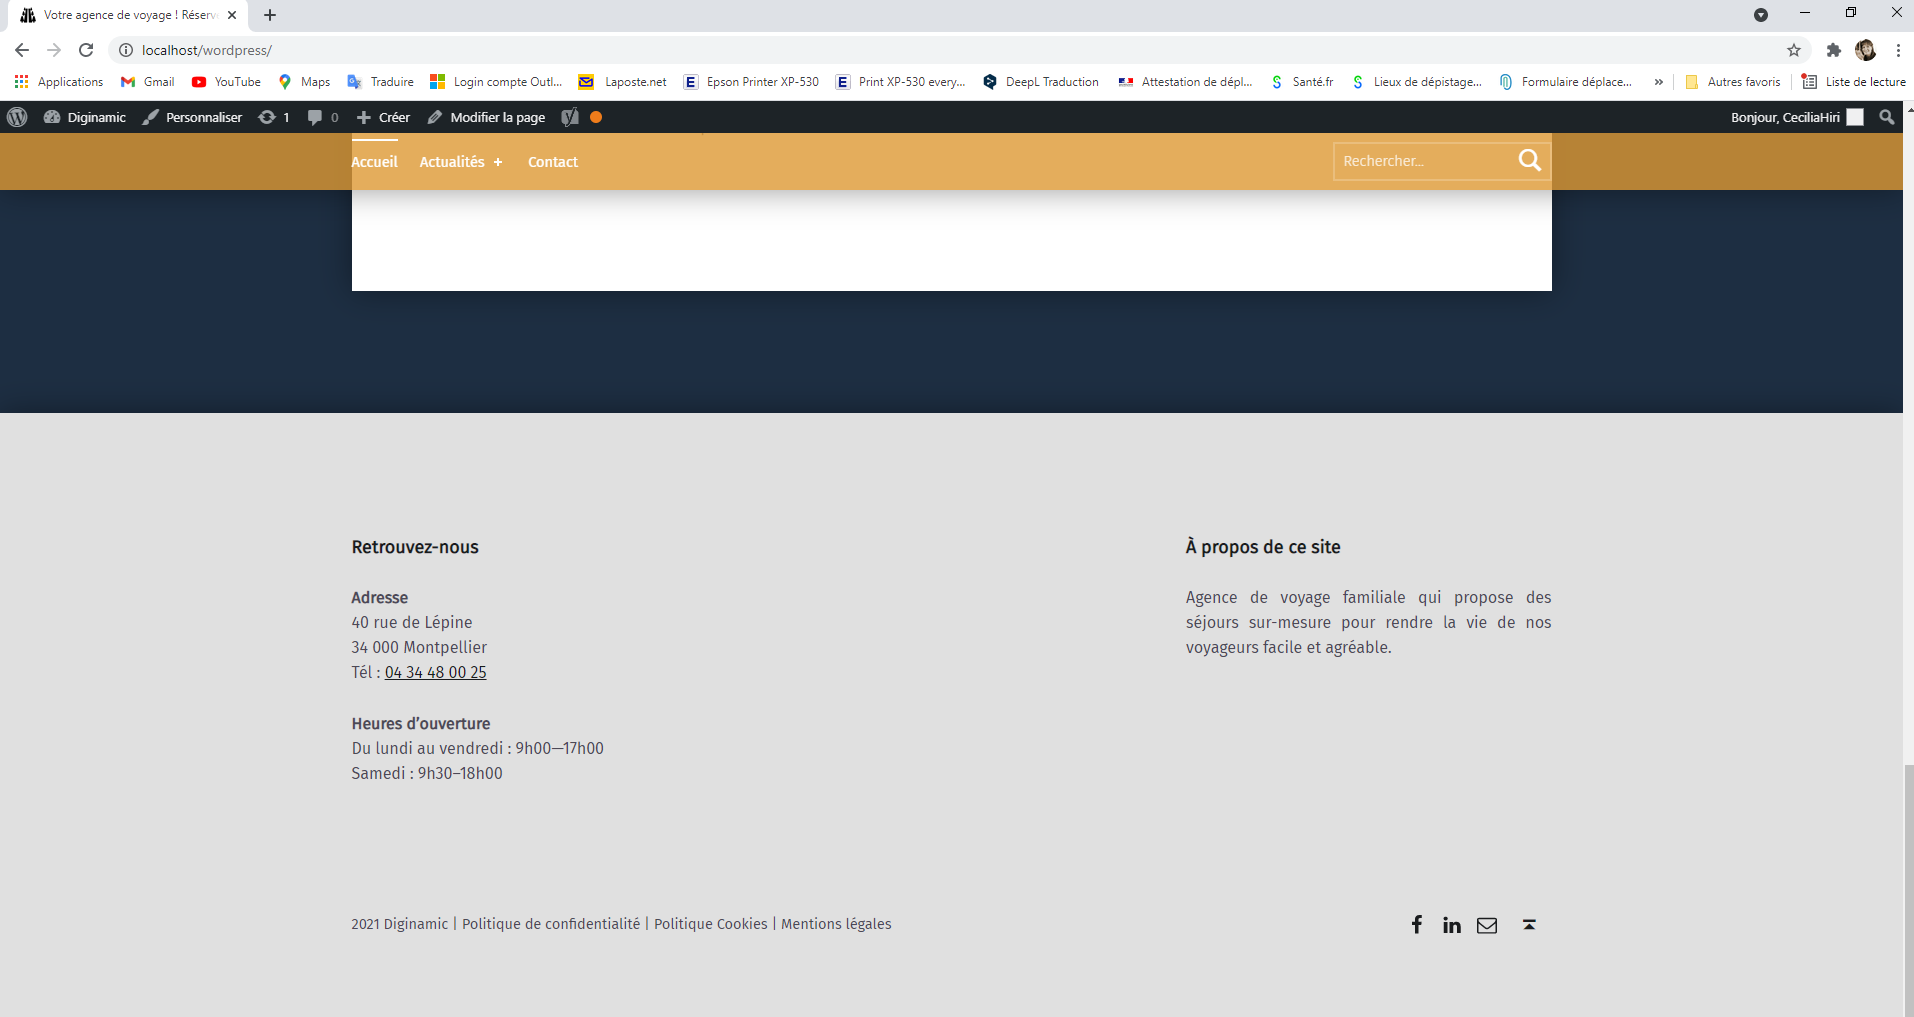 Votre agence de voyage ! Réserv
localhost/wordpress/
Applications
Gmail
YouTube
Maps
Traduire
Login compte Outl...
Laposte.net
Epson Printer XP-530
Print XP-530 every...
DeepL Traduction
Attestation de dépl...
Santé.fr
Lieux de dépistage...
Formulaire déplace...
»
Autres favoris
Liste de lecture
Diginamic
Personnaliser
1
0
Créer
Modifier la page
Bonjour, CeciliaHiri
Accueil
Actualités +
Contact
Rechercher...
Retrouvez-nous
Adresse
40 rue de Lépine
34 000 Montpellier
Tél : 04 34 48 00 25
Heures d’ouverture
Du lundi au vendredi : 9h00—17h00
Samedi : 9h30–18h00
À propos de ce site
Agence de voyage familiale qui propose des
séjours sur-mesure pour rendre la vie de nos
voyageurs facile et agréable.
2021 Diginamic | Politique de confidentialité | Politique Cookies | Mentions légales